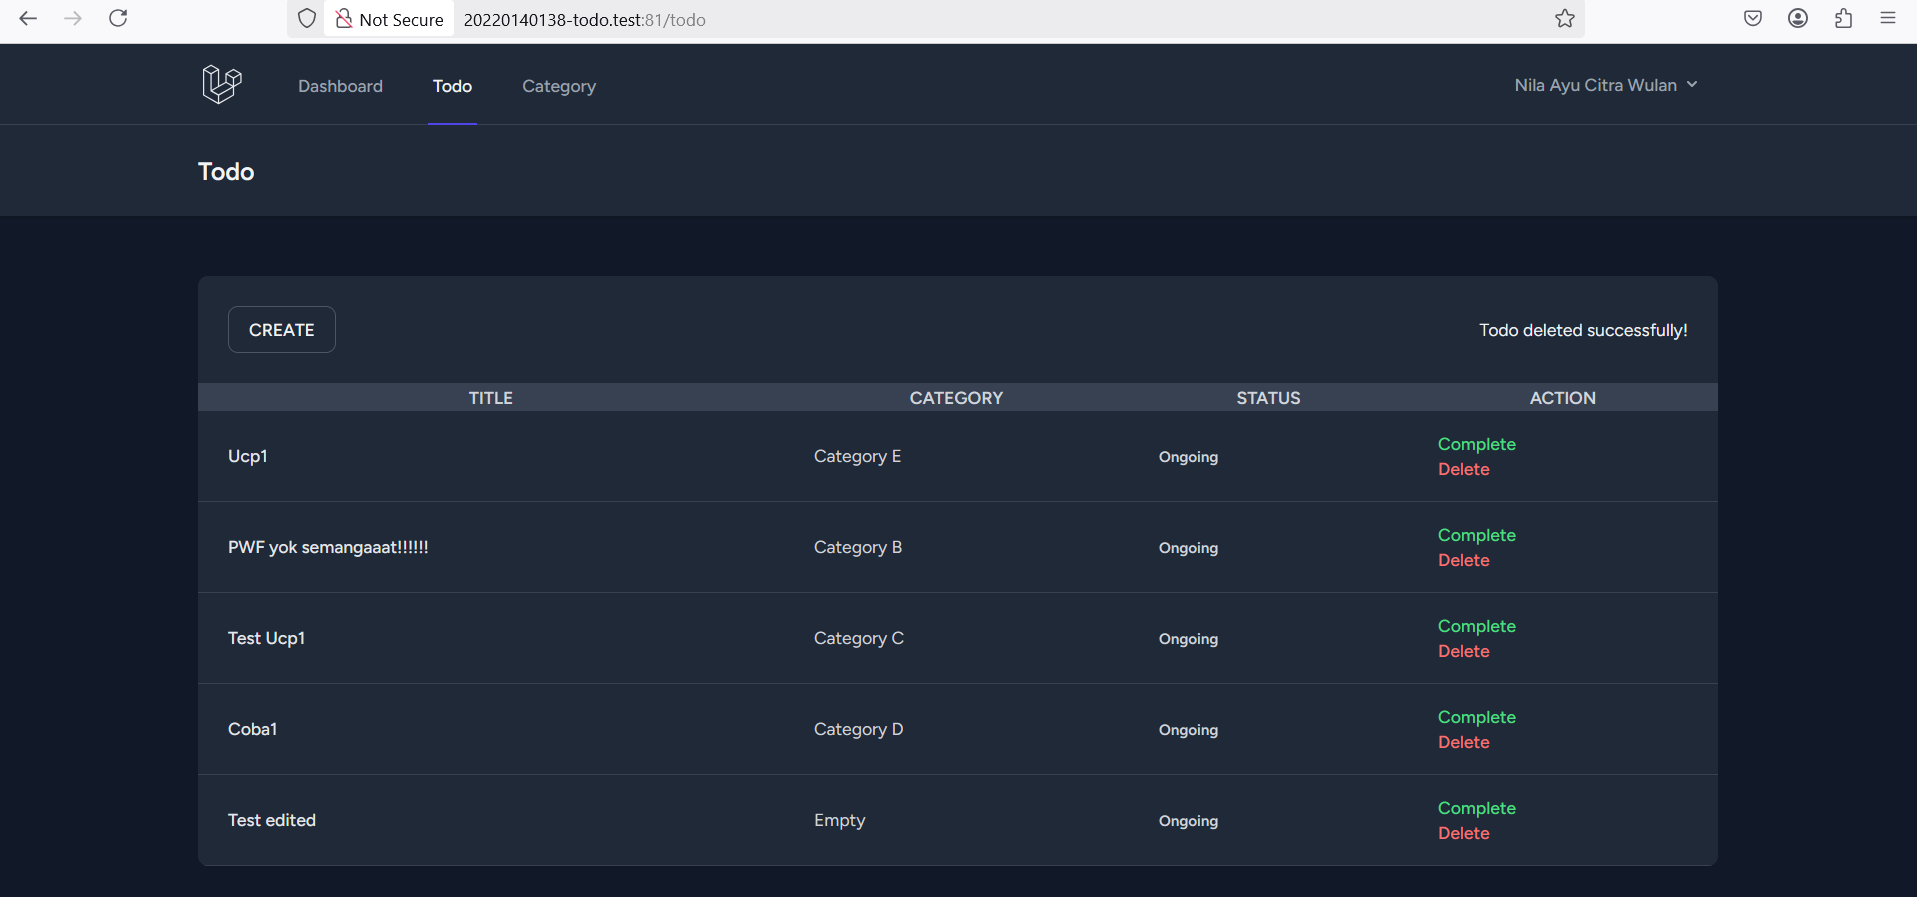 Not Secure 20220140138-todo.test:81/todo
Dashboard Todo Category Nila Ayu Citra Wulan
Todo
CREATE Todo deleted successfully!
TITLE CATEGORY STATUS ACTION
Ucp1 Category E Ongoing Complete
Delete
PWF yok semangaaat!!!!!! Category B Ongoing Complete
Delete
Test Ucp1 Category C Ongoing Complete
Delete
Coba1 Category D Ongoing Complete
Delete
Test edited Empty Ongoing Complete
Delete